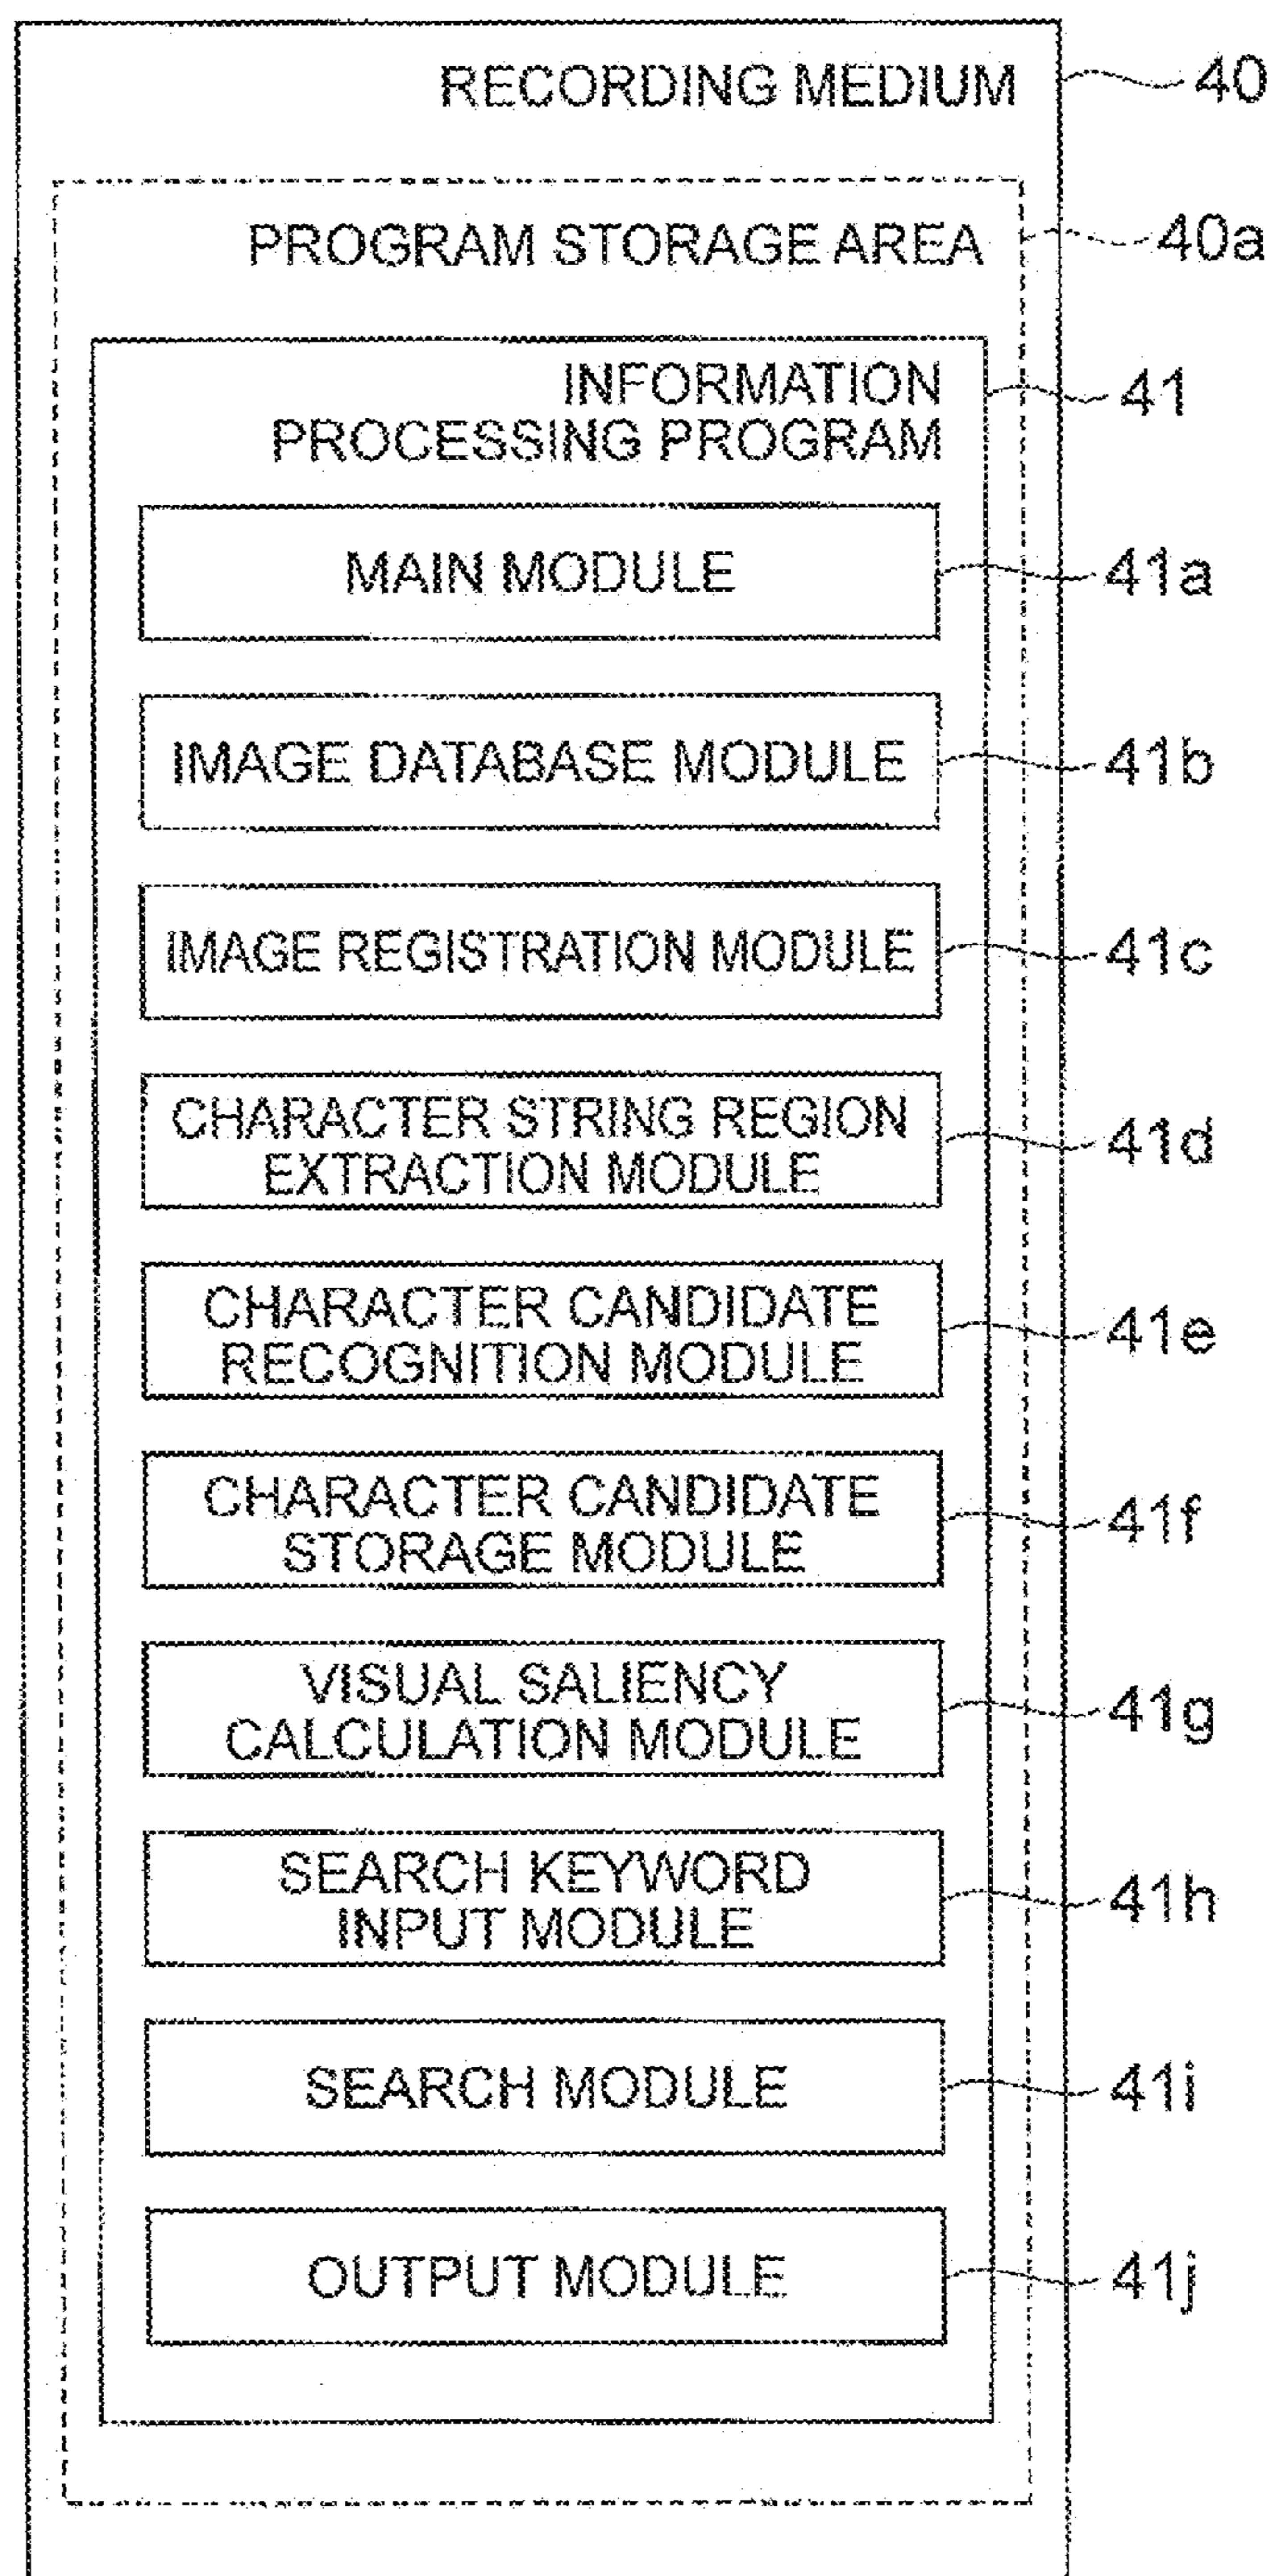 RECORDING MEDIUM 40
PROGRAM STORAGE AREA 40a
INFORMATION
PROCESSING PROGRAM 41
MAIN MODULE 41a
IMAGE DATABASE MODULE 41b
IMAGE REGISTRATION MODULE 41c
CHARACTER STRING REGION
EXTRACTION MODULE 41d
CHARACTER CANDIDATE
RECOGNITION MODULE 41e
CHARACTER CANDIDATE
STORAGE MODULE 41f
VISUAL SALIENCY
CALCULATION MODULE 41g
SEARCH KEYWORD
INPUT MODULE 41h
SEARCH MODULE 41i
OUTPUT MODULE 41j